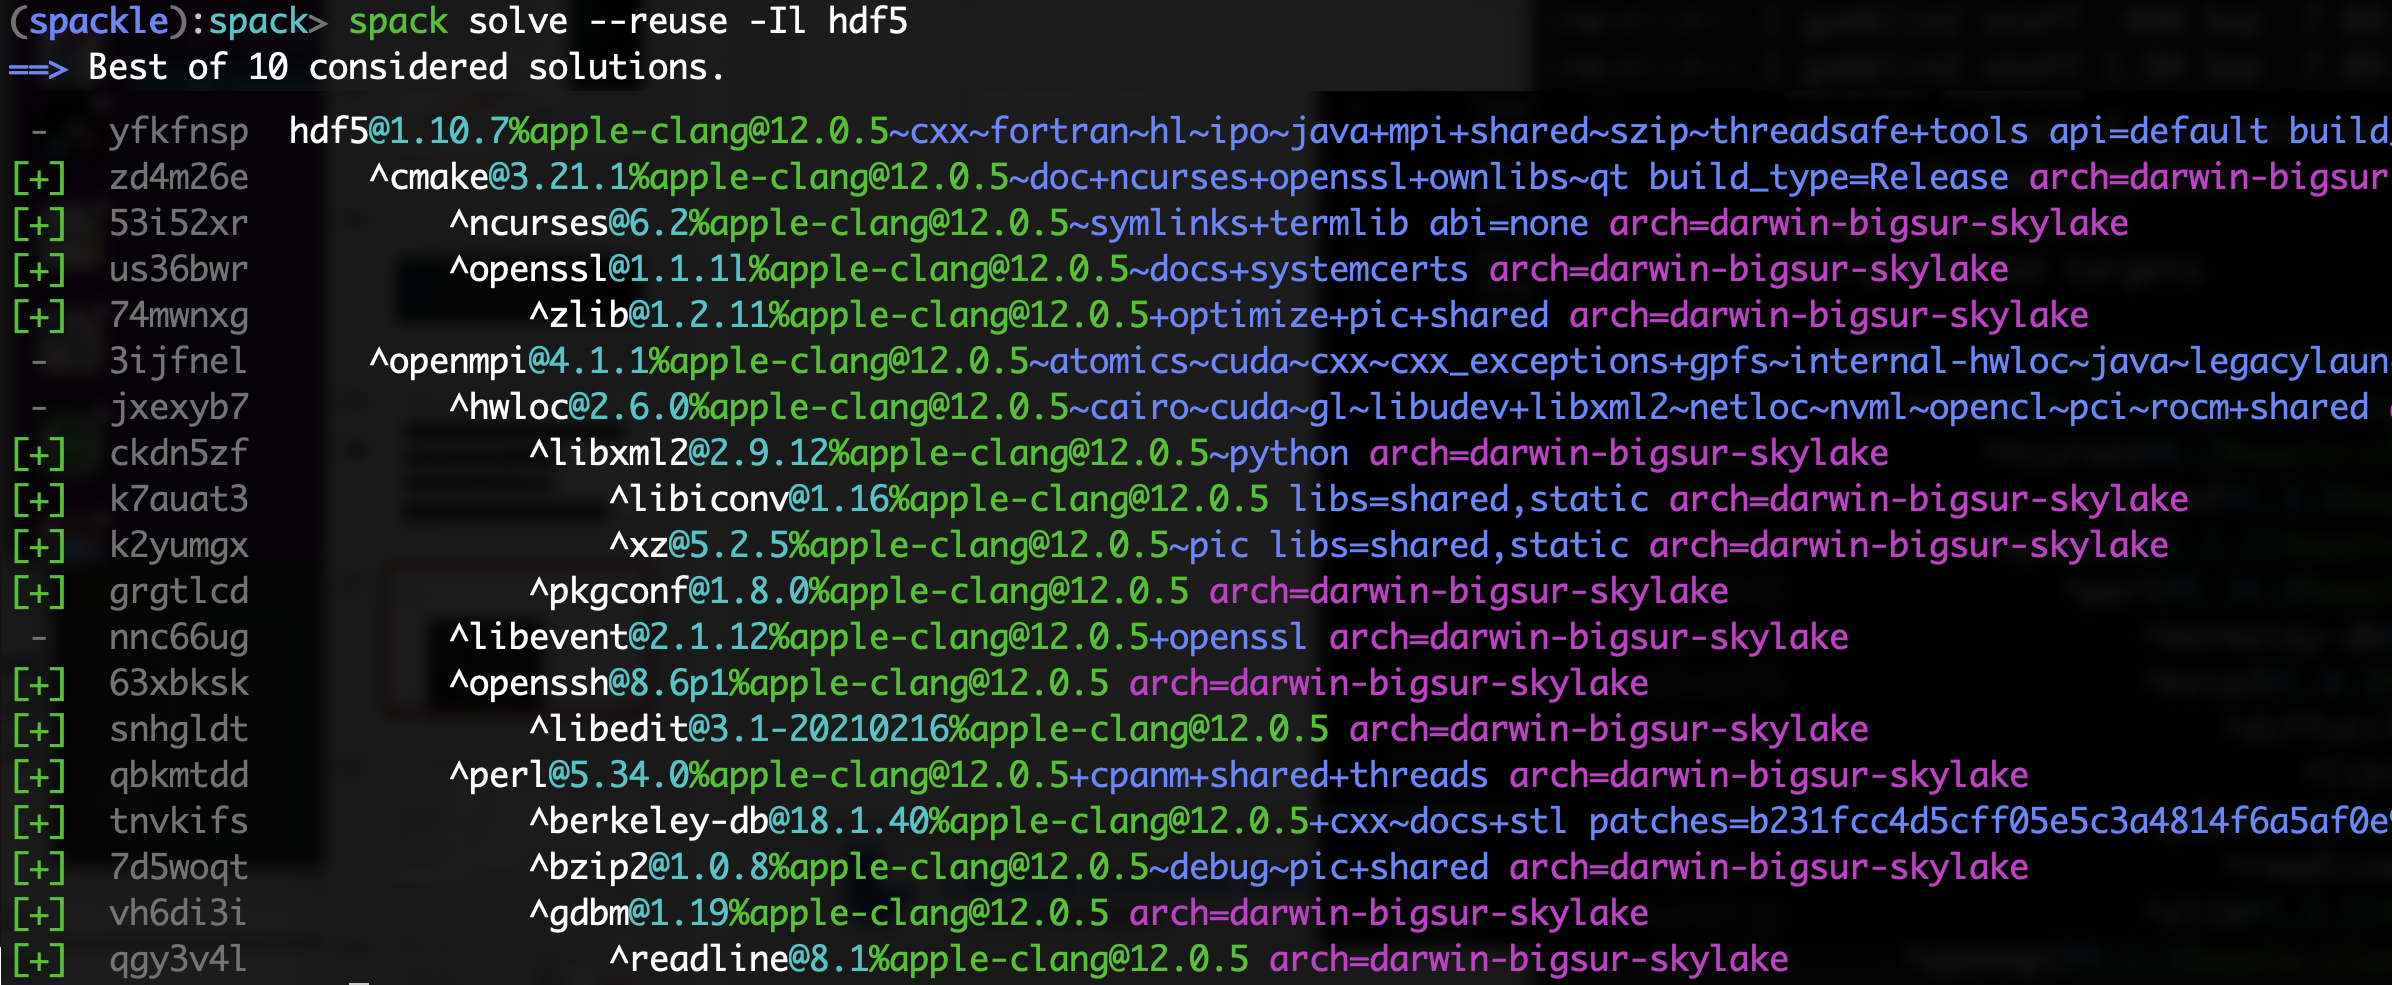 (spackle):spack> spack solve --reuse -Il hdf5
==> Best of 10 considered solutions.
 -   yfkfnsp  hdf5@1.10.7%apple-clang@12.0.5~cxx~fortran~hl~ipo~java+mpi+shared~szip~threadsafe+tools api=default build_
[+]  zd4m26e      ^cmake@3.21.1%apple-clang@12.0.5~doc+ncurses+openssl+ownlibs~qt build_type=Release arch=darwin-bigsur
[+]  53i52xr          ^ncurses@6.2%apple-clang@12.0.5~symlinks+termlib abi=none arch=darwin-bigsur-skylake
[+]  us36bwr          ^openssl@1.1.1l%apple-clang@12.0.5~docs+systemcerts arch=darwin-bigsur-skylake
[+]  74mwnxg              ^zlib@1.2.11%apple-clang@12.0.5+optimize+pic+shared arch=darwin-bigsur-skylake
 -   3ijfnel      ^openmpi@4.1.1%apple-clang@12.0.5~atomics~cuda~cxx~cxx_exceptions+gpfs~internal-hwloc~java~legacylaun
 -   jxexyb7          ^hwloc@2.6.0%apple-clang@12.0.5~cairo~cuda~gl~libudev+libxml2~netloc~nvml~opencl~pci~rocm+shared
[+]  ckdn5zf              ^libxml2@2.9.12%apple-clang@12.0.5~python arch=darwin-bigsur-skylake
[+]  k7auat3                  ^libiconv@1.16%apple-clang@12.0.5 libs=shared,static arch=darwin-bigsur-skylake
[+]  k2yumgx                  ^xz@5.2.5%apple-clang@12.0.5~pic libs=shared,static arch=darwin-bigsur-skylake
[+]  grgtlcd              ^pkgconf@1.8.0%apple-clang@12.0.5 arch=darwin-bigsur-skylake
 -   nnc66ug          ^libevent@2.1.12%apple-clang@12.0.5+openssl arch=darwin-bigsur-skylake
[+]  63xbksk          ^openssh@8.6p1%apple-clang@12.0.5 arch=darwin-bigsur-skylake
[+]  snhgldt              ^libedit@3.1-20210216%apple-clang@12.0.5 arch=darwin-bigsur-skylake
[+]  qbkmtdd          ^perl@5.34.0%apple-clang@12.0.5+cpanm+shared+threads arch=darwin-bigsur-skylake
[+]  tnvkifs              ^berkeley-db@18.1.40%apple-clang@12.0.5+cxx~docs+stl patches=b231fcc4d5cff05e5c3a4814f6a5af0e9
[+]  7d5woqt              ^bzip2@1.0.8%apple-clang@12.0.5~debug~pic+shared arch=darwin-bigsur-skylake
[+]  vh6di3i              ^gdbm@1.19%apple-clang@12.0.5 arch=darwin-bigsur-skylake
[+]  qgy3v4l                  ^readline@8.1%apple-clang@12.0.5 arch=darwin-bigsur-skylake